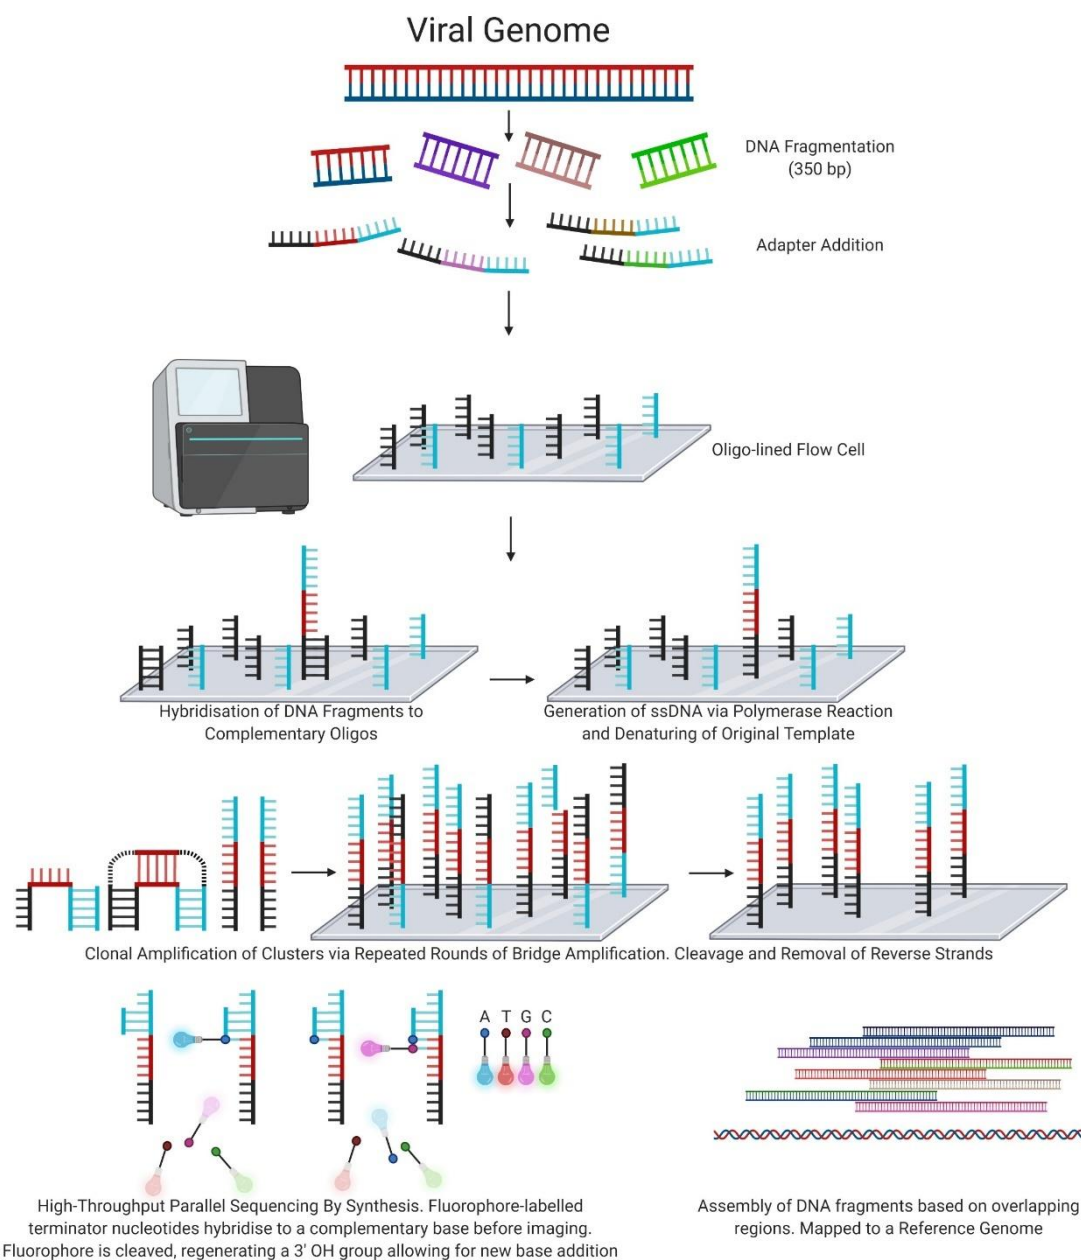 Viral Genome
DNA Fragmentation
(350 bp)
Adapter Addition
Oligo-lined Flow Cell
Hybridisation of DNA Fragments to
Complementary Oligos
Generation of ssDNA via Polymerase Reaction
and Denaturing of Original Template
Clonal Amplification of Clusters via Repeated Rounds of Bridge Amplification. Cleavage and Removal of Reverse Strands
A T G C
High-Throughput Parallel Sequencing By Synthesis. Fluorophore-labelled
terminator nucleotides hybridise to a complementary base before imaging.
Fluorophore is cleaved, regenerating a 3' OH group allowing for new base addition
Assembly of DNA fragments based on overlapping
regions. Mapped to a Reference Genome